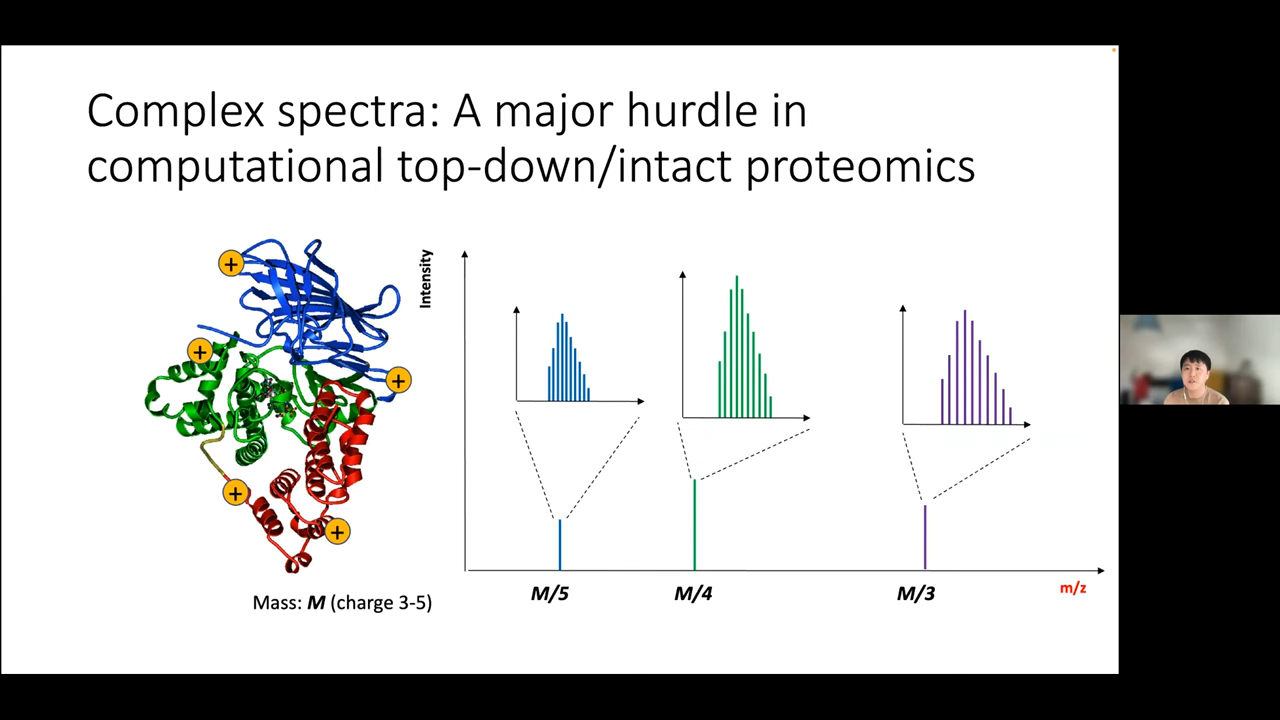 Complex spectra: A major hurdle in
computational top-down/intact proteomics
+
+
+
+
+
Mass: M (charge 3-5)
Intensity
M/5
M/4
M/3
m/z